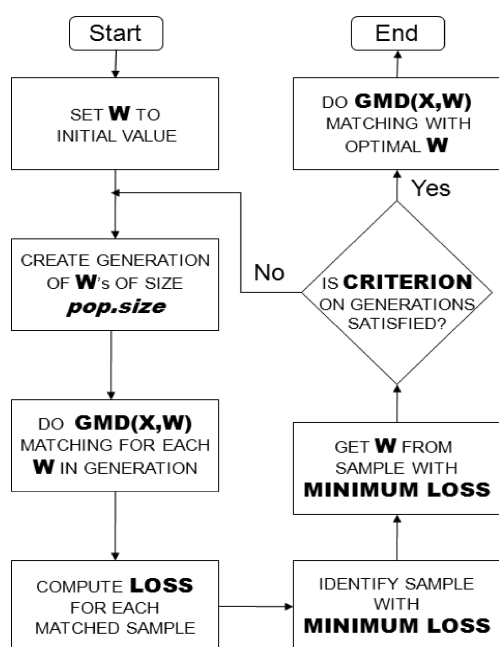 Start
SET W TO
INITIAL VALUE
CREATE GENERATION
OF W's OF SIZE
pop.size
DO GMD(X,W)
MATCHING FOR EACH
W IN GENERATION
COMPUTE LOSS
FOR EACH
MATCHED SAMPLE
IDENTIFY SAMPLE
WITH
MINIMUM LOSS
GET W FROM
SAMPLE WITH
MINIMUM LOSS
IS CRITERION
ON GENERATIONS
SATISFIED?
No
Yes
DO GMD(X,W)
MATCHING WITH
OPTIMAL W
End